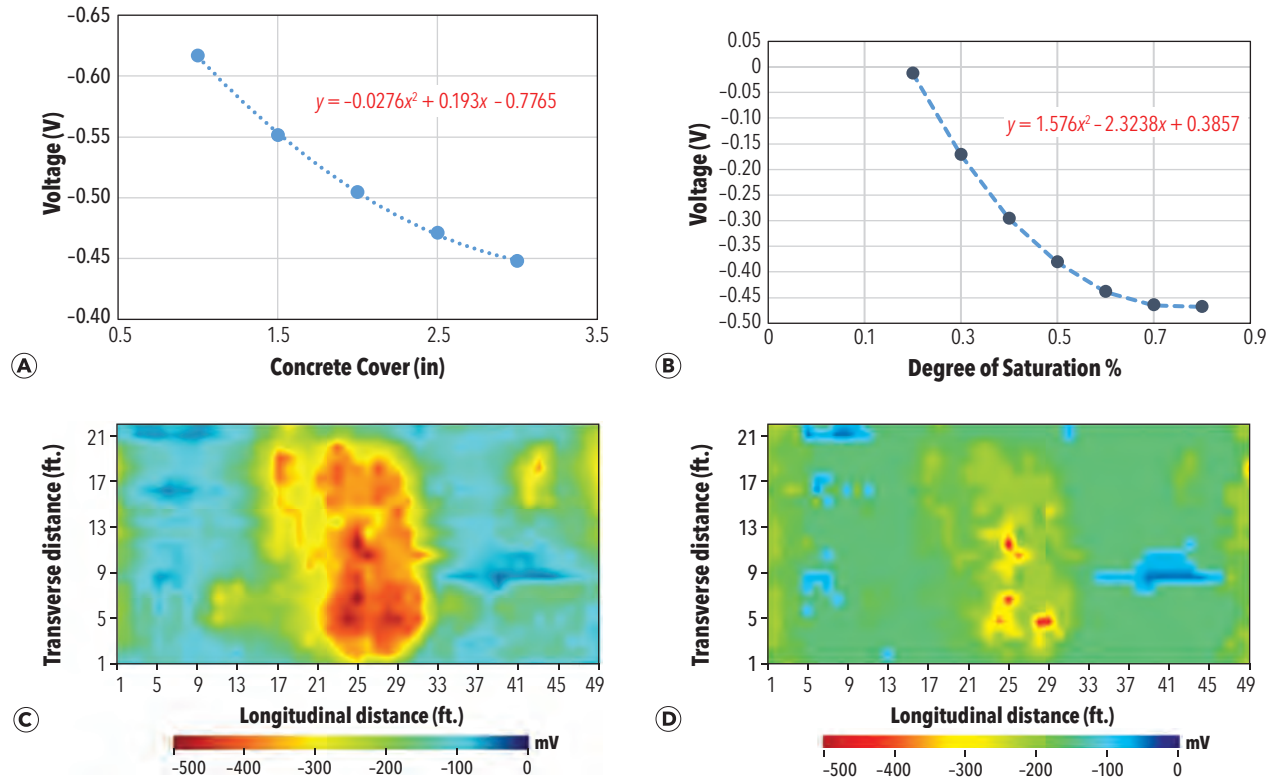 −0.65
−0.60
−0.55
−0.50
−0.45
−0.40
Voltage (V)
y = −0.0276x² + 0.193x − 0.7765
0.5
1.5
2.5
3.5
Concrete Cover (in)
A
0.05
0
−0.05
−0.10
−0.15
−0.20
−0.25
−0.30
−0.35
−0.40
−0.45
−0.50
Voltage (V)
y = 1.576x² − 2.3238x + 0.3857
0
0.1
0.3
0.5
0.7
0.9
Degree of Saturation %
B
21
17
13
9
5
1
Transverse distance (ft.)
1 5 9 13 17 21 25 29 33 37 41 45 49
Longitudinal distance (ft.)
C
mV
−500 −400 −300 −200 −100 0
21
17
13
9
5
1
Transverse distance (ft.)
1 5 9 13 17 21 25 29 33 37 41 45 49
Longitudinal distance (ft.)
D
mV
−500 −400 −300 −200 −100 0